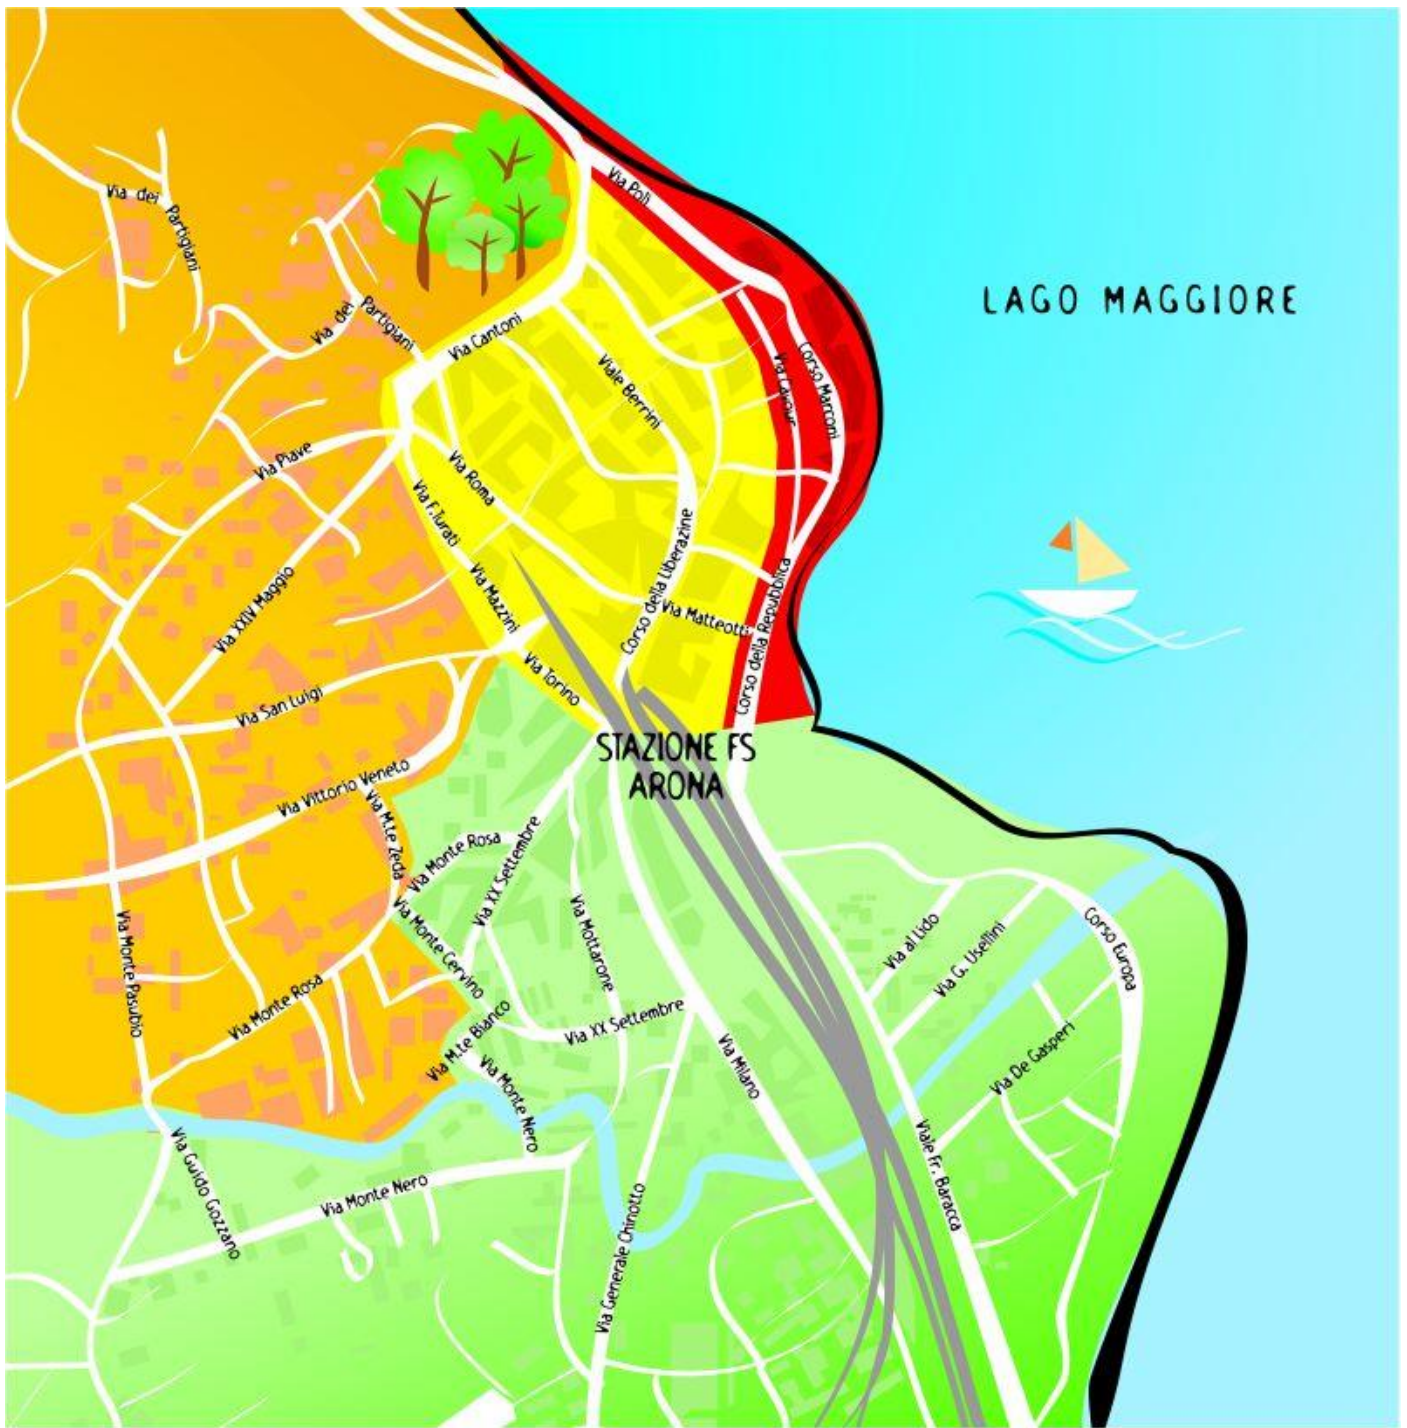 Via Poli
Via dei Partigiani
LAGO MAGGIORE
Via dei Partigiani
Via Cantoni
Viale Berrini
Via Cavour
Corso Marconi
Via Piave
Via Roma
Via F.Turati
Corso della Liberazine
Via XXIV Maggio
Via Mazzini
Via Matteotti
Corso della Repubblica
Via San Luigi
Via Torino
STAZIONE FS
ARONA
Via Vittorio Veneto
Via M.te Zeda
Via Monte Rosa
Via XX Settembre
Via Monte Pasubio
Via Monte Cervino
Via Mottarone
Via al Lido
Via G. Usellini
Corso Europa
Via Monte Rosa
Via M.te Bianco
Via XX Settembre
Via Milano
Via De Gasperi
Via Monte Nero
Via Guido Gozzano
Via Monte Nero
Viale Fr. Baracca
Via Generale Chinotto